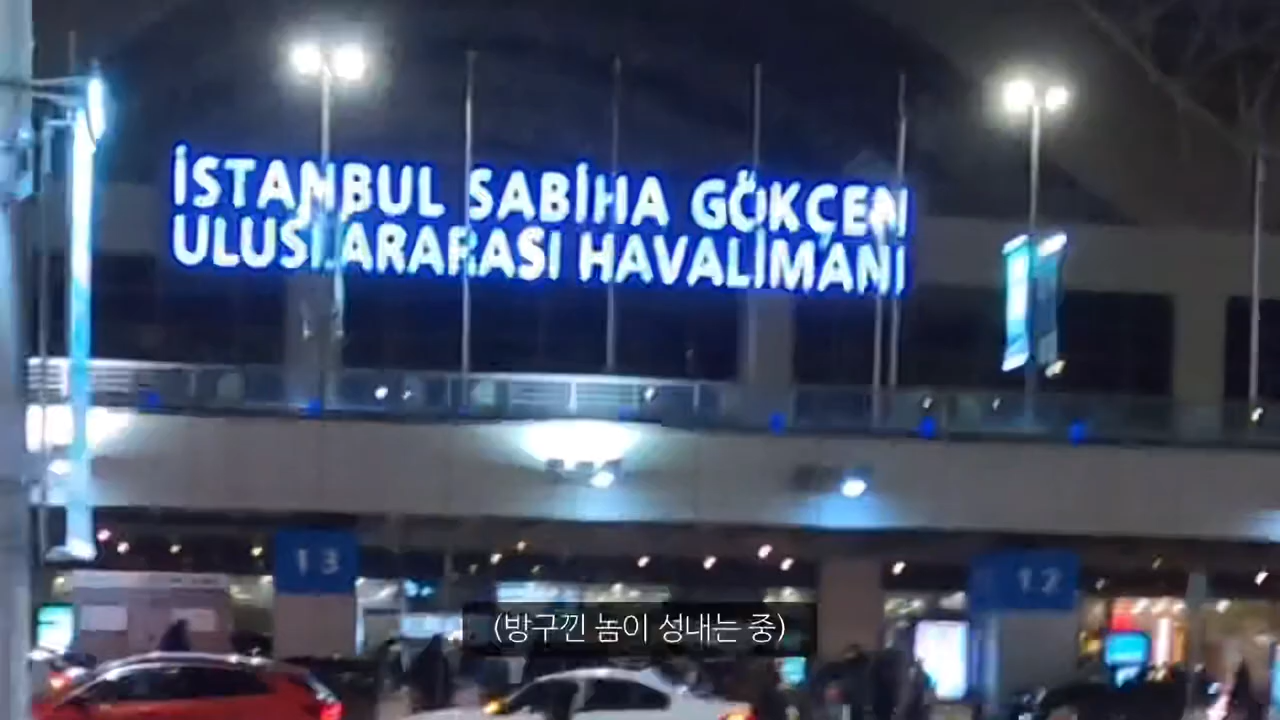 İSTANBUL SABİHA GÖKÇEN
ULUSLARARASI HAVALİMANI
13
12
(방구낀 놈이 성내는 중)